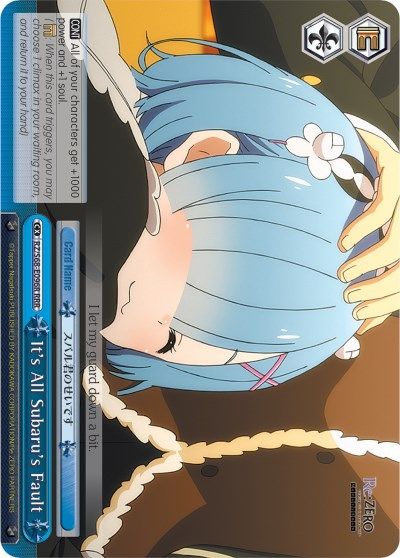 [CONT] All of your characters get +1000
power and +1 soul.
( When this card triggers, you may
choose 1 climax in your waiting room,
and return it to your hand)
I let my guard down a bit.
Card Name
スバル君のせいです
CX
It's All Subaru's Fault
Re:ZERO